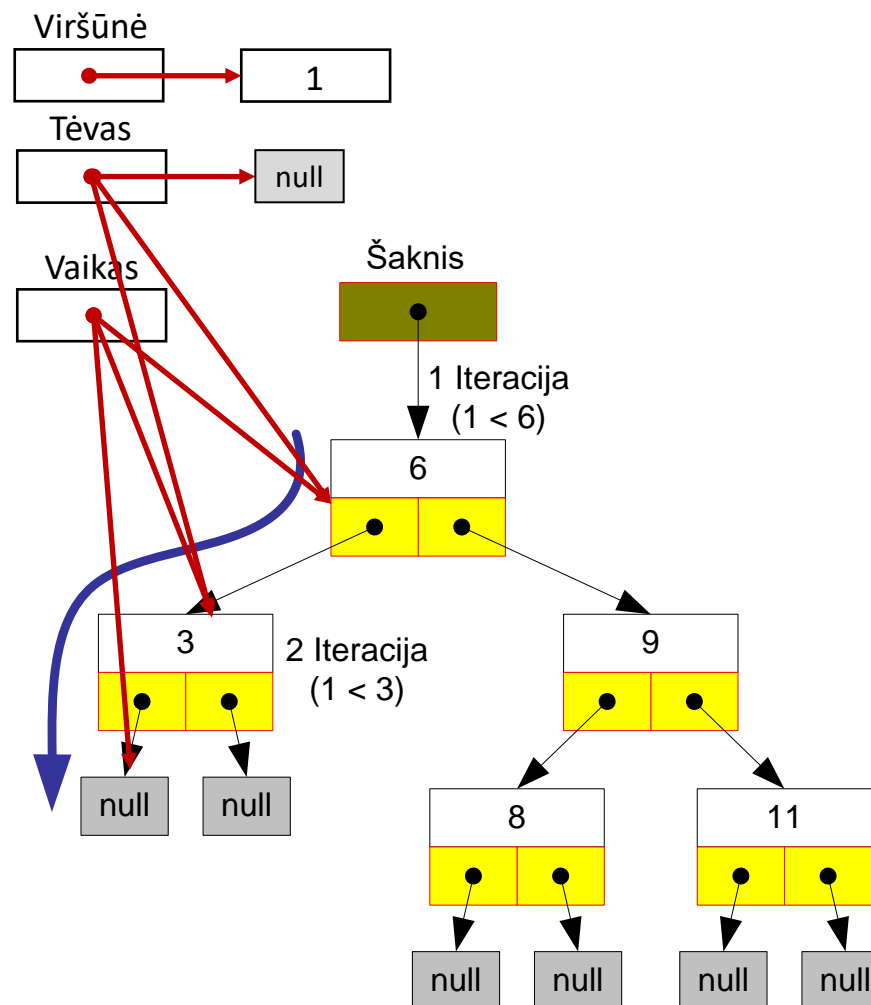 Viršūnė
1
Tėvas
null
Vaikas
Šaknis
1 Iteracija
(1 < 6)
6
3
2 Iteracija
(1 < 3)
9
null
null
8
11
null
null
null
null